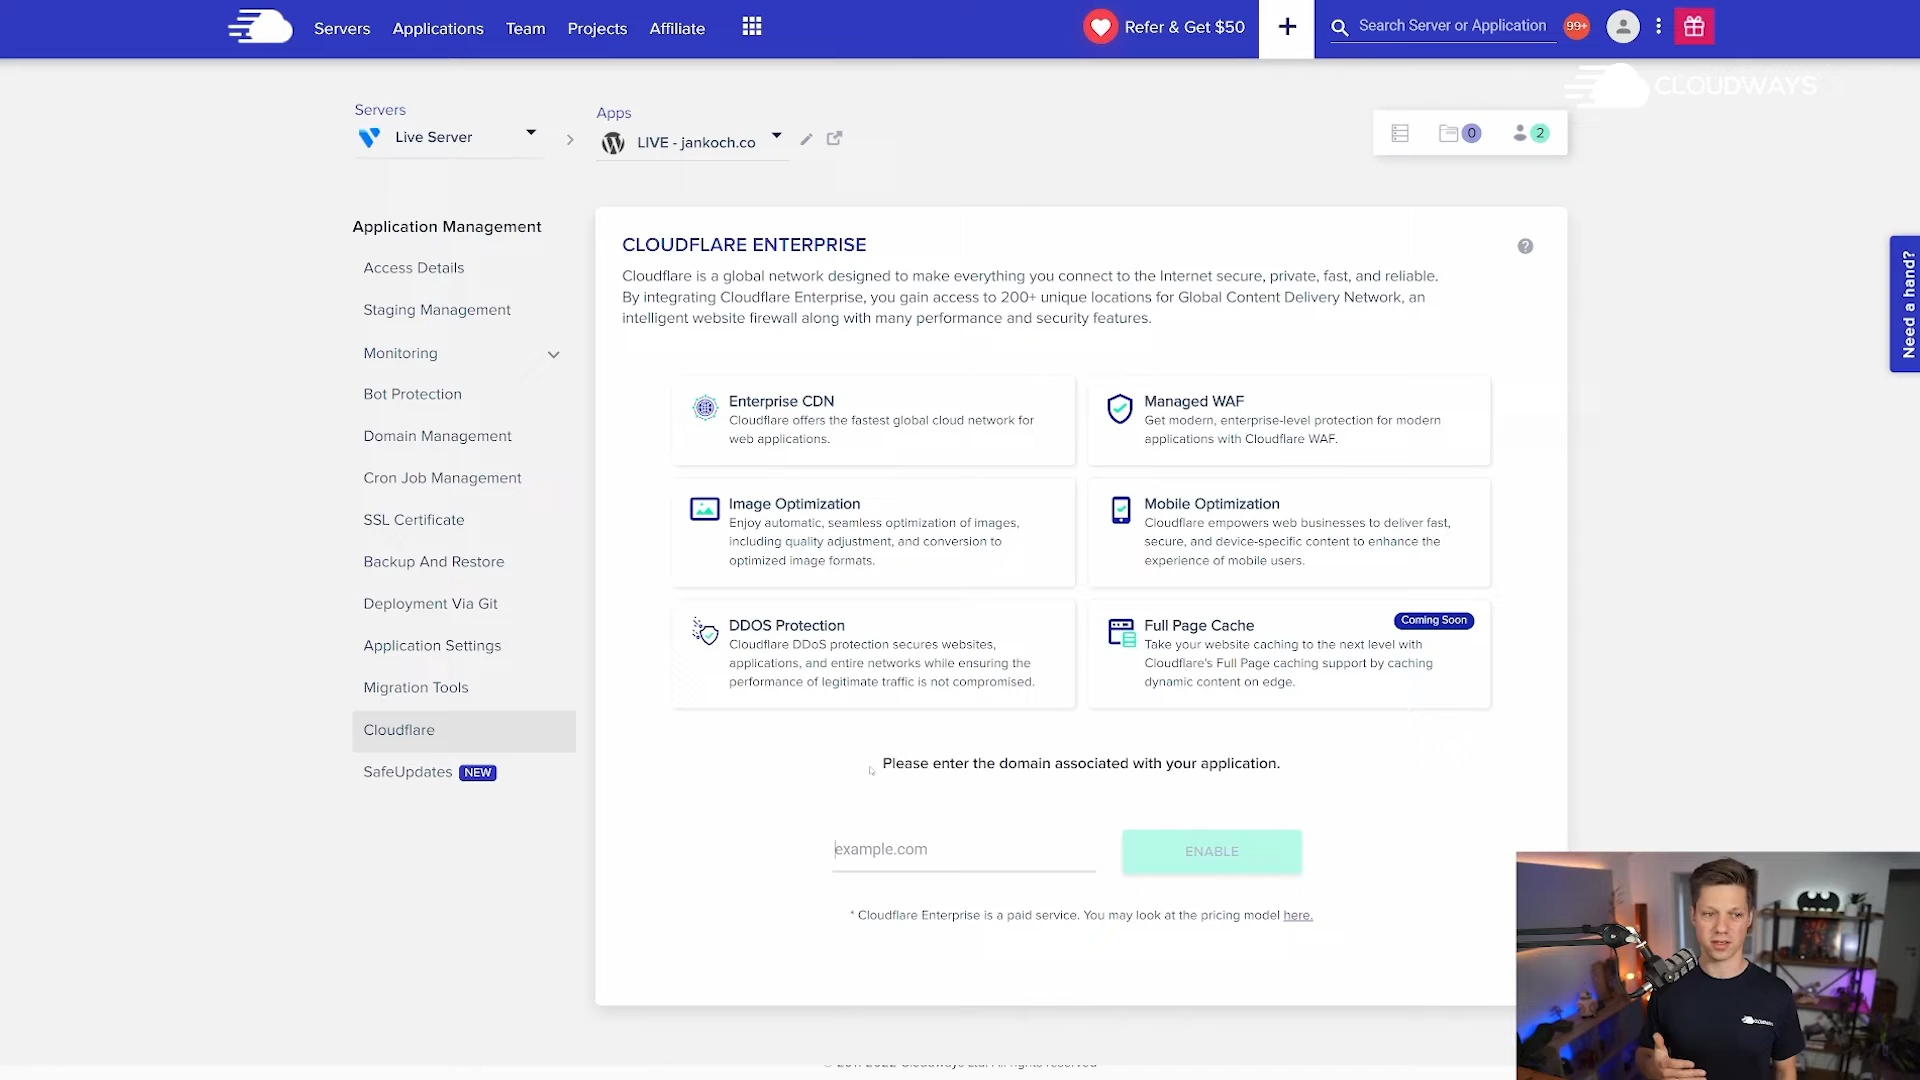 Servers
Applications
Team
Projects
Affiliate
Refer & Get $50
+
Search Server or Application
99+
CLOUDWAYS
Servers
Live Server
Apps
LIVE - jankoch.co
0
2
Application Management
Access Details
Staging Management
Monitoring
Bot Protection
Domain Management
Cron Job Management
SSL Certificate
Backup And Restore
Deployment Via Git
Application Settings
Migration Tools
Cloudflare
SafeUpdates NEW
CLOUDFLARE ENTERPRISE
?
Cloudflare is a global network designed to make everything you connect to the Internet secure, private, fast, and reliable.
By integrating Cloudflare Enterprise, you gain access to 200+ unique locations for Global Content Delivery Network, an
intelligent website firewall along with many performance and security features.
Enterprise CDN
Cloudflare offers the fastest global cloud network for
web applications.
Managed WAF
Get modern, enterprise-level protection for modern
applications with Cloudflare WAF.
Image Optimization
Enjoy automatic, seamless optimization of images,
including quality adjustment, and conversion to
optimized image formats.
Mobile Optimization
Cloudflare empowers web businesses to deliver fast,
secure, and device-specific content to enhance the
experience of mobile users.
DDOS Protection
Cloudflare DDoS protection secures websites,
applications, and entire networks while ensuring the
performance of legitimate traffic is not compromised.
Full Page Cache
Coming Soon
Take your website caching to the next level with
Cloudflare's Full Page caching support by caching
dynamic content on edge.
Please enter the domain associated with your application.
example.com
ENABLE
* Cloudflare Enterprise is a paid service. You may look at the pricing model here.
Need a hand?